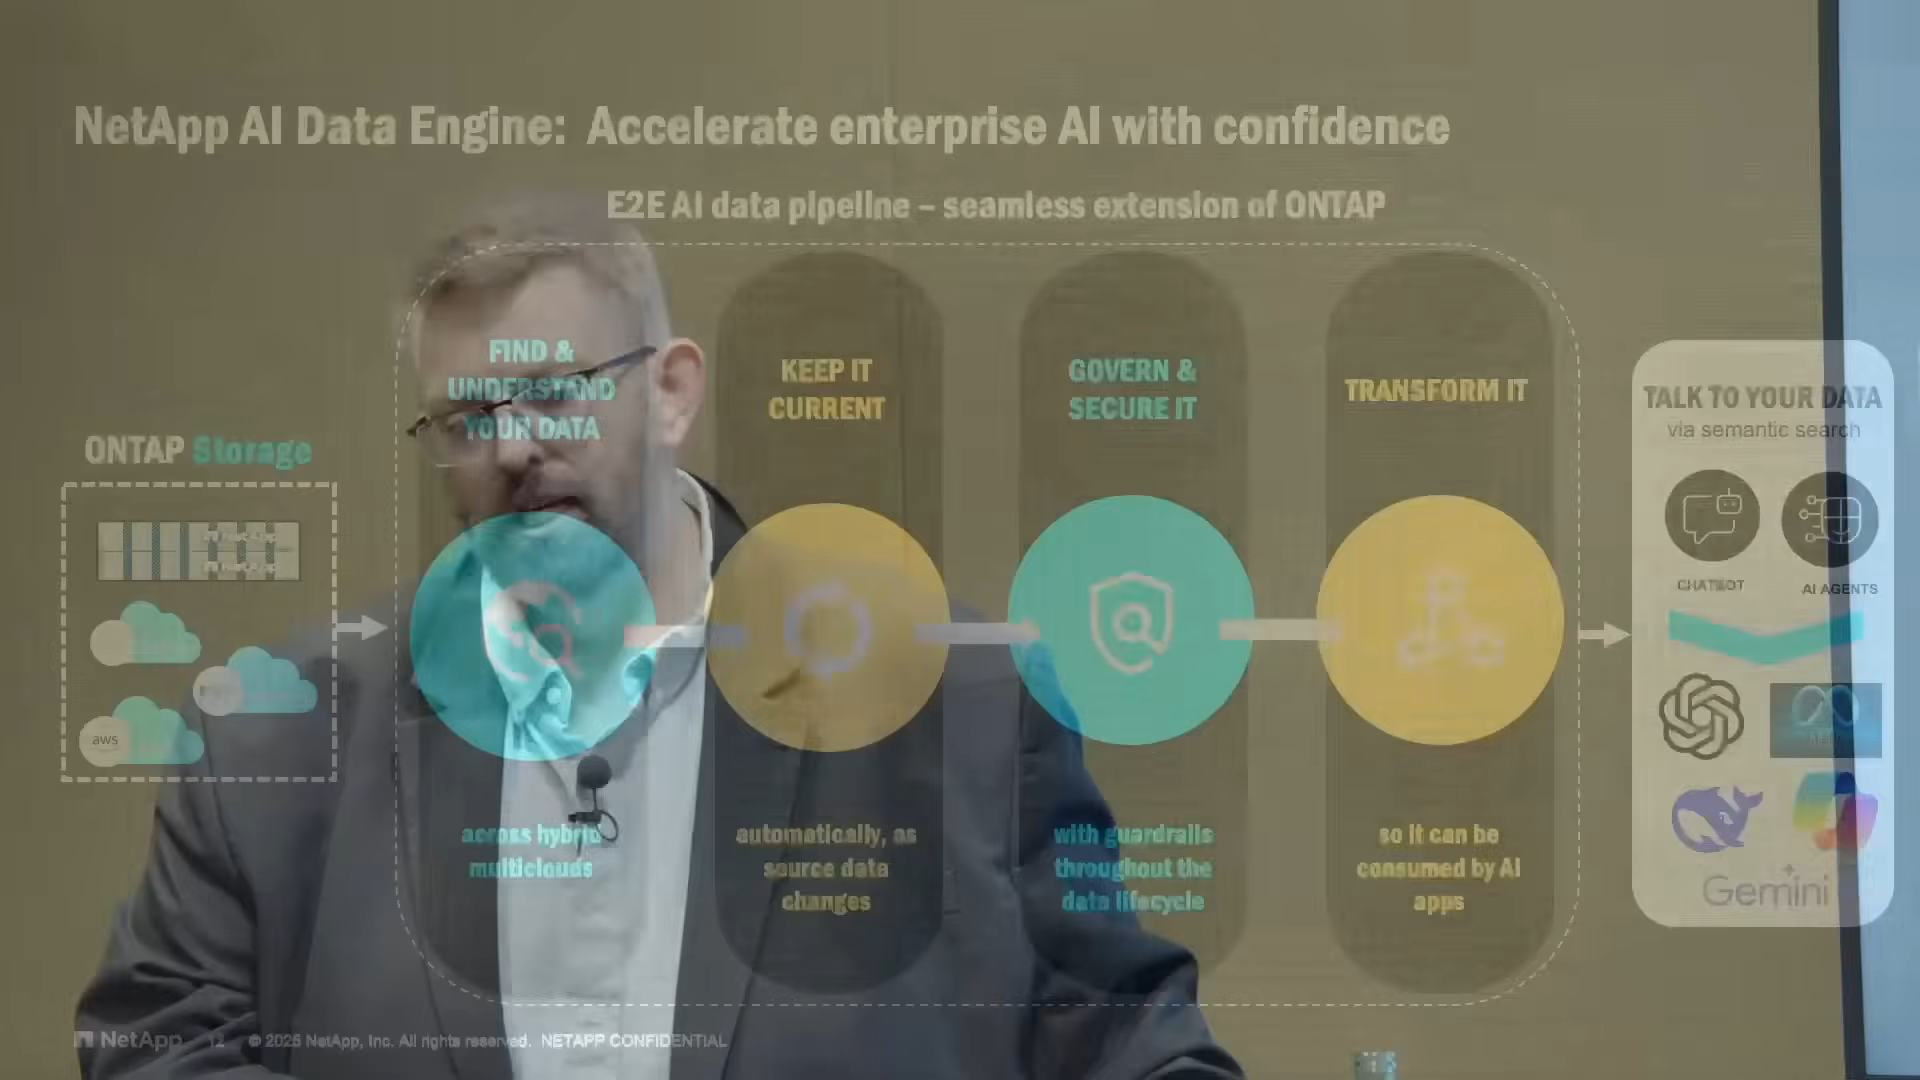 NetApp AI Data Engine: Accelerate enterprise AI with confidence
E2E AI data pipeline – seamless extension of ONTAP
ONTAP Storage
NetApp
NetApp
aws
FIND &
UNDERSTAND
YOUR DATA
across hybrid
multiclouds
KEEP IT
CURRENT
automatically, as
source data
changes
GOVERN &
SECURE IT
with guardrails
throughout the
data lifecycle
TRANSFORM IT
so it can be
consumed by AI
apps
TALK TO YOUR DATA
via semantic search
CHATBOT
AI AGENTS
Gemini
NetApp 12 © 2025 NetApp, Inc. All rights reserved. NETAPP CONFIDENTIAL